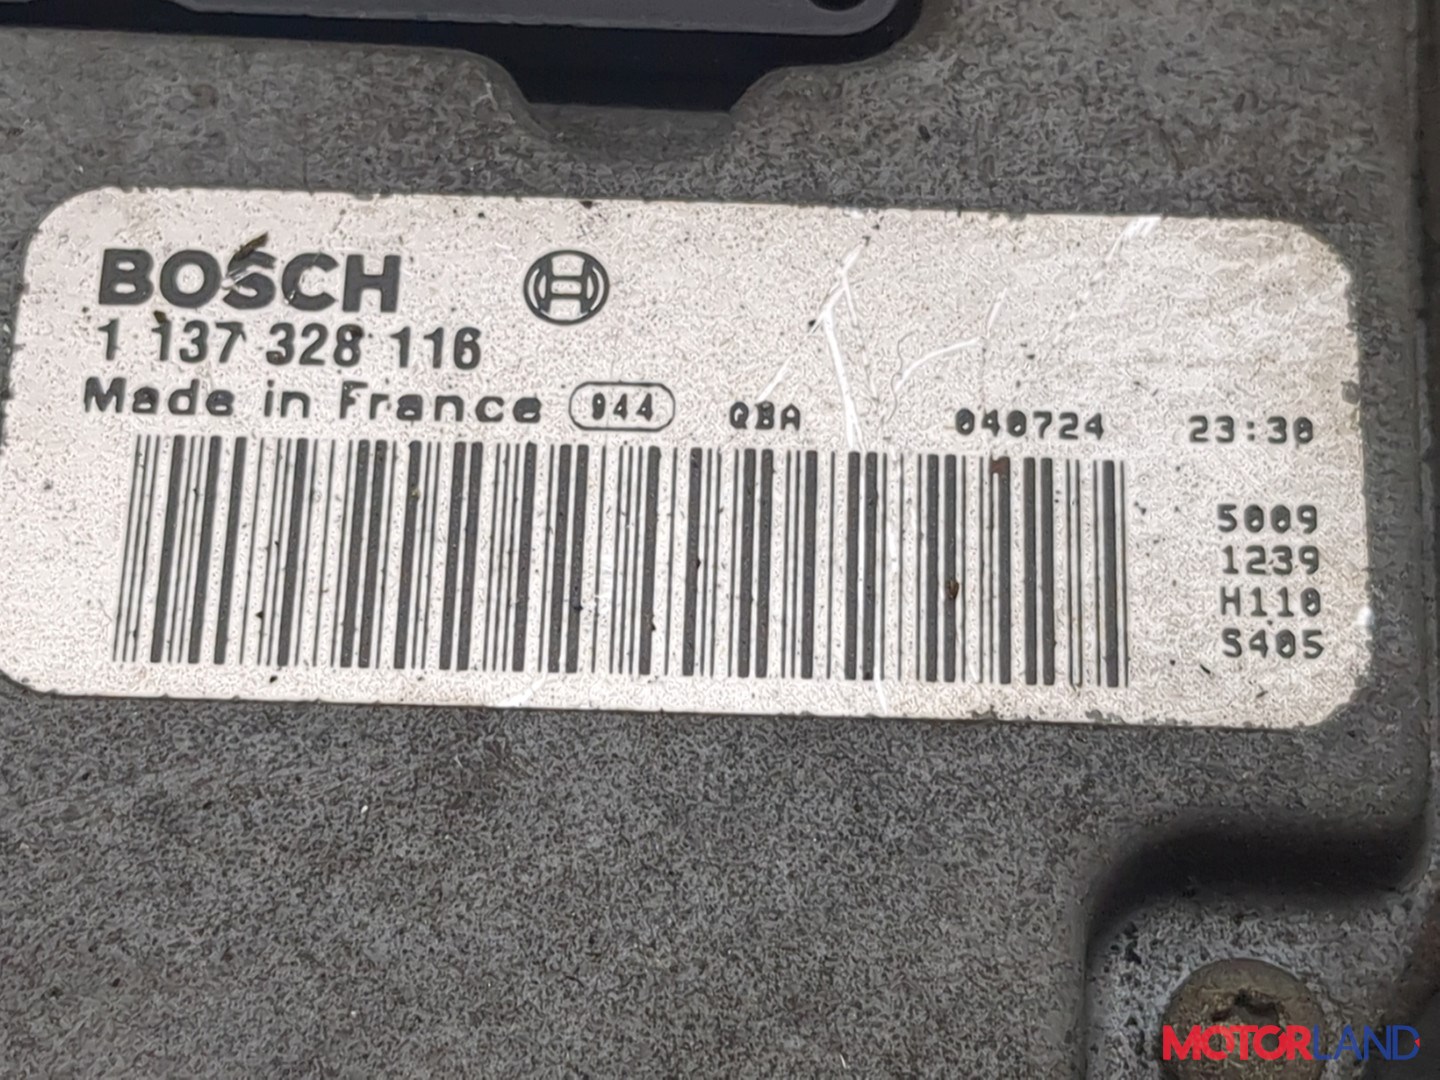 BOSCH
1 137 328 116
Made in France 944 QBA 040724 23:30
5009
1239
H110
S405
MOTORLAND